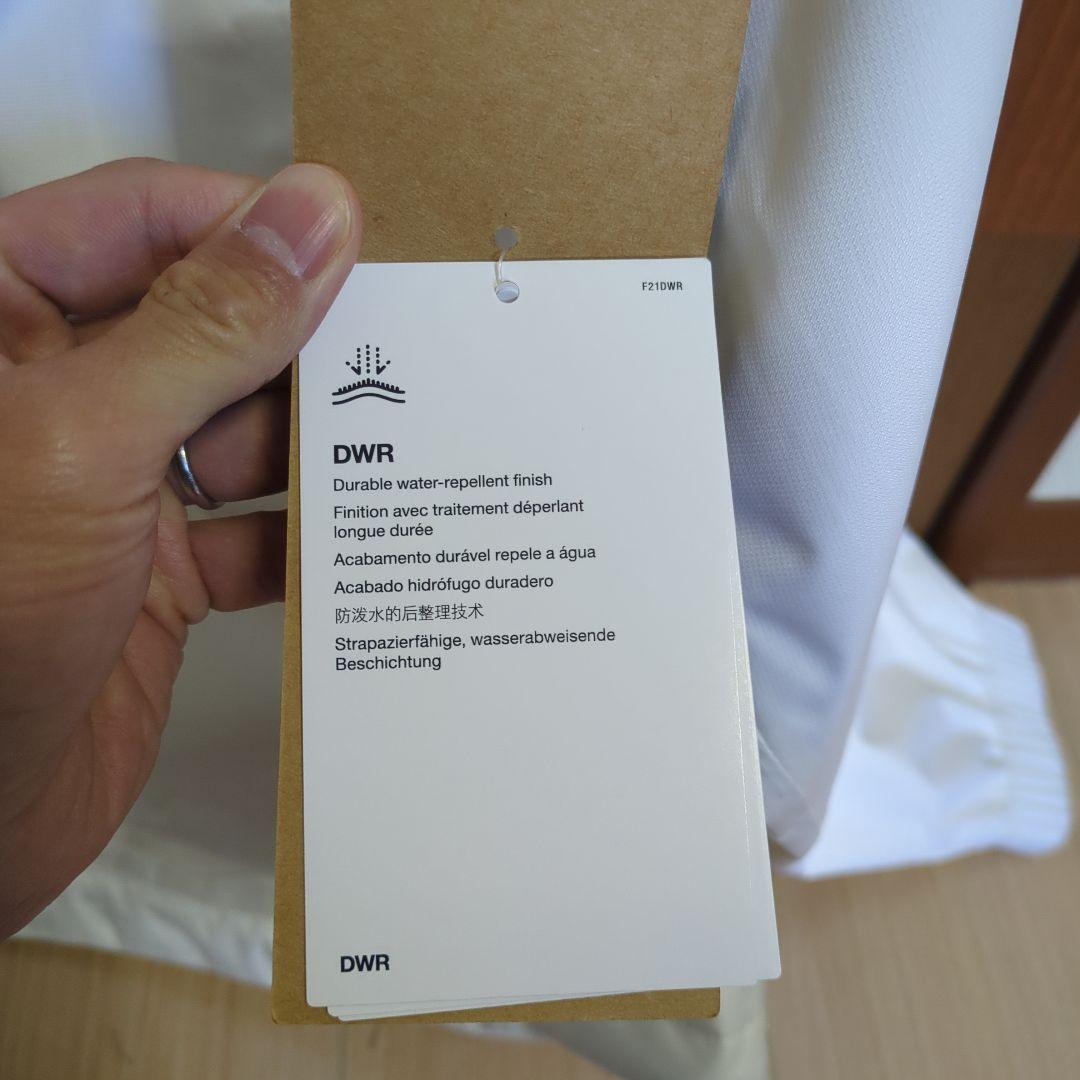 F21DWR
DWR
Durable water-repellent finish
Finition avec traitement déperlant
longue durée
Acabamento durável repele a água
Acabado hidrófugo duradero
防泼水的后整理技术
Strapazierfähige, wasserabweisende
Beschichtung
DWR